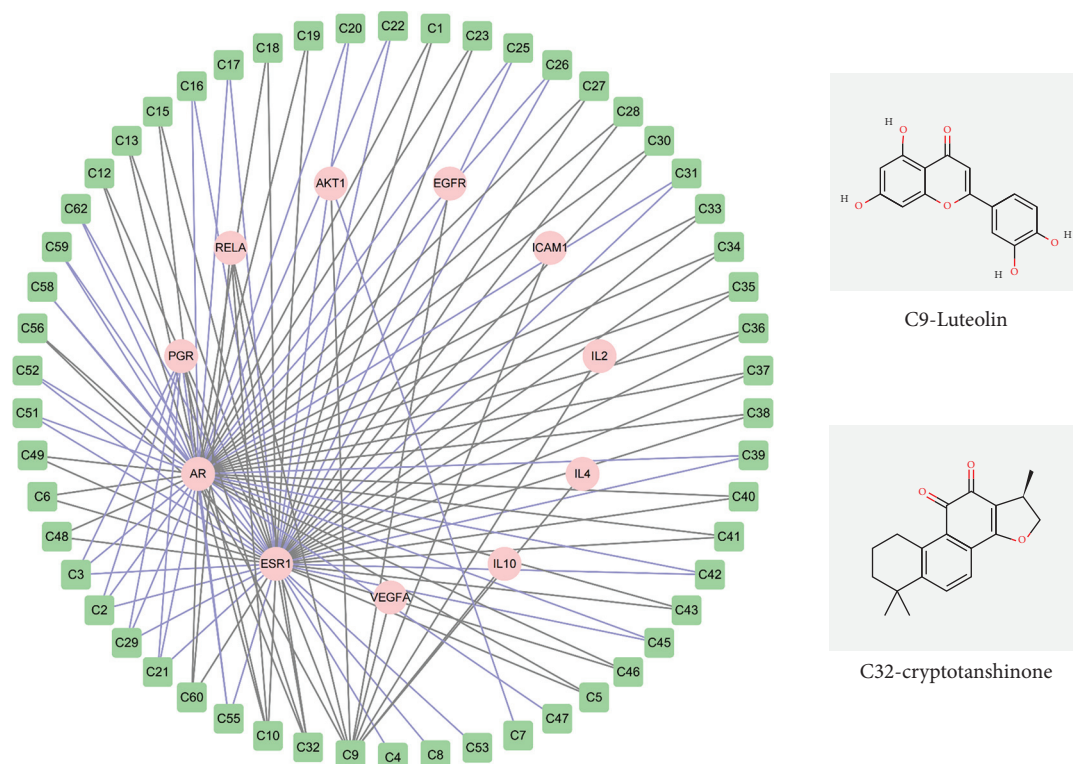 C20
C22
C1
C23
C19
C18
C25
C17
C26
C16
C27
C15
C28
C13
C30
C12
C31
C62
C33
C59
C34
C58
C35
C56
C36
C52
C37
C51
C38
C49
C39
C6
C40
C48
C41
C3
C42
C2
C43
C29
C45
C21
C46
C60
C5
C55
C47
C10
C7
C32
C53
C9
C4
C8
AKT1
EGFR
RELA
ICAM1
PGR
IL2
AR
IL4
ESR1
IL10
VEGFA
H
O
O
H
O
O
O
H
O
H
C9-Luteolin
O
O
O
C32-cryptotanshinone